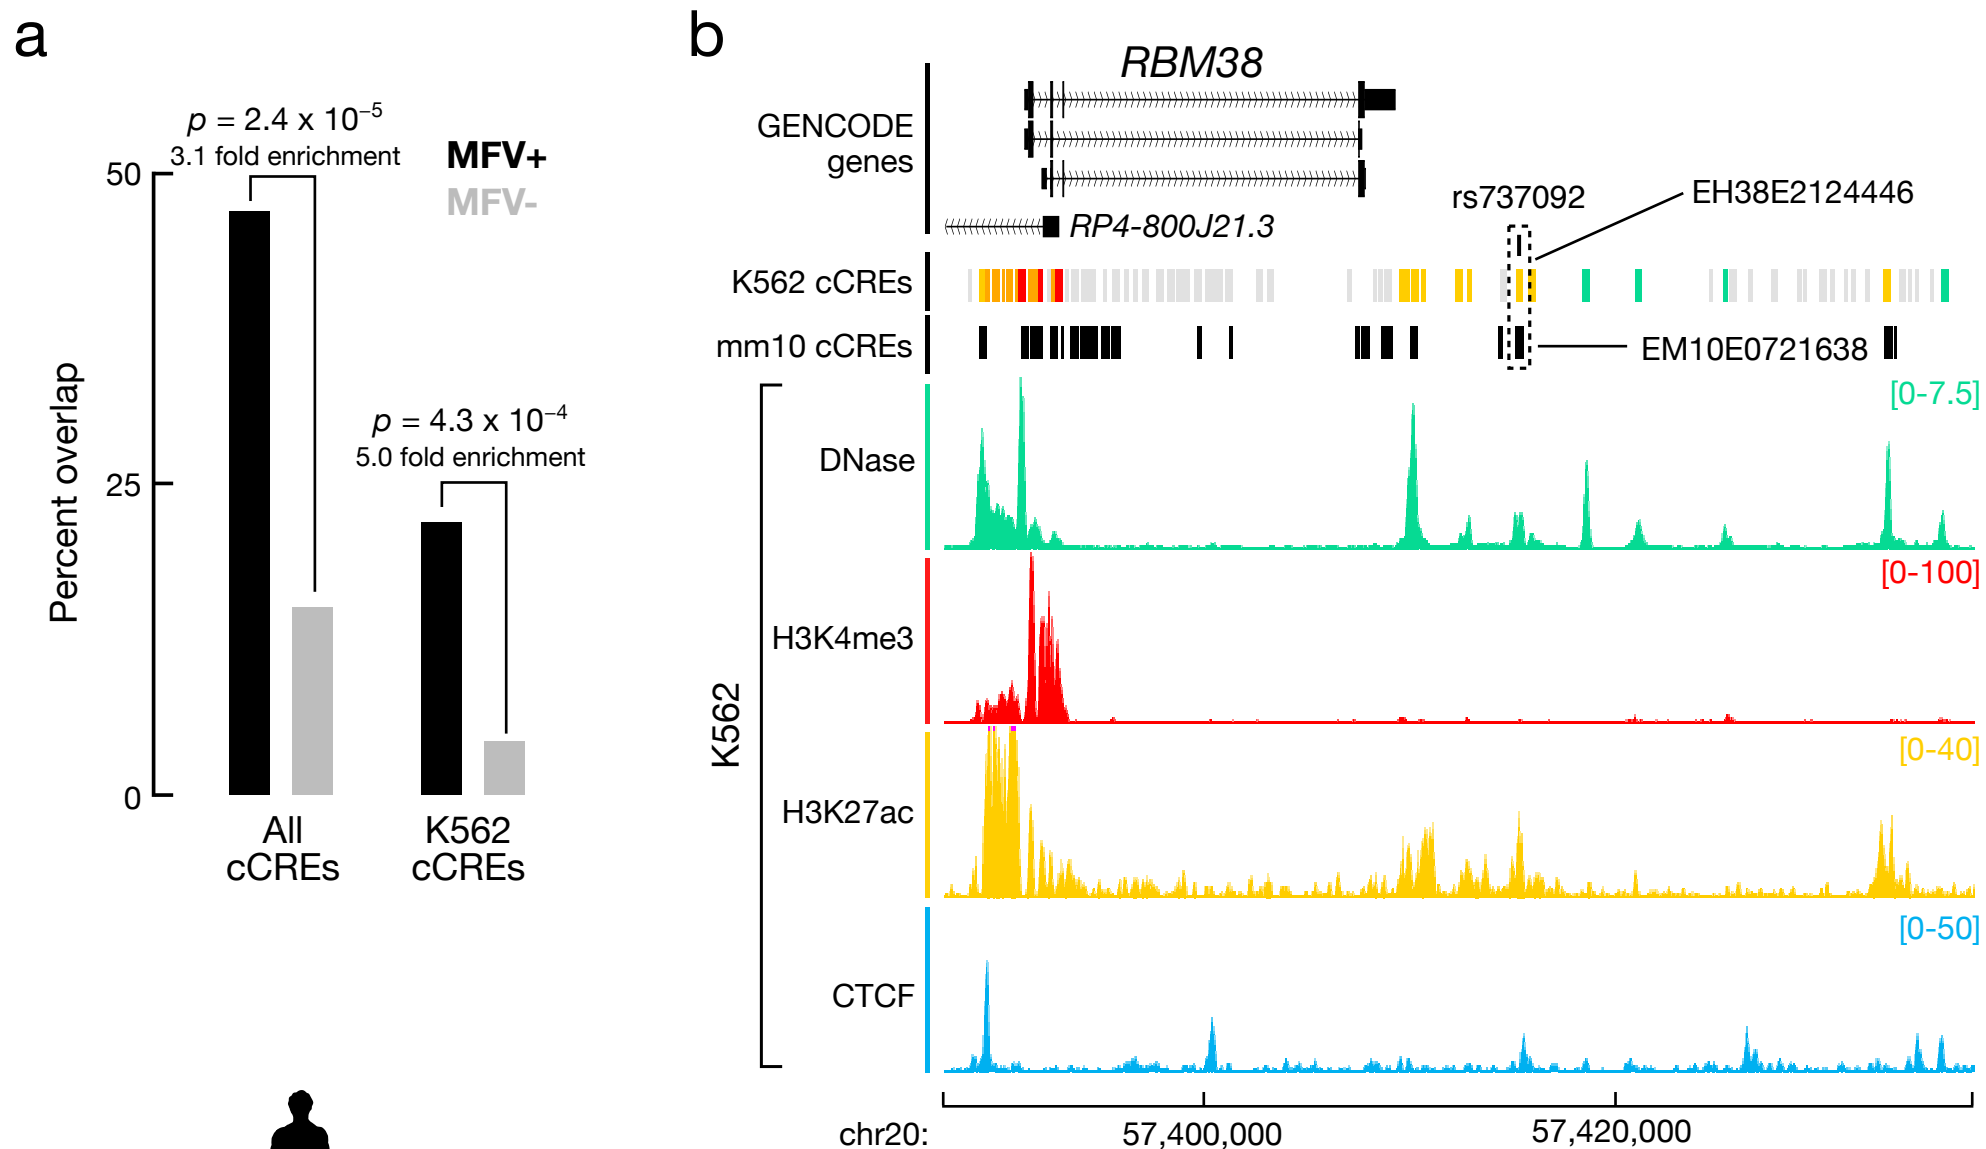 a
p = 2.4 x 10⁻⁵
3.1 fold enrichment
MFV+
MFV-
50
25
0
Percent overlap
p = 4.3 x 10⁻⁴
5.0 fold enrichment
All
cCREs
K562
cCREs
b
RBM38
GENCODE
genes
RP4-800J21.3
rs737092
EH38E2124446
K562 cCREs
mm10 cCREs
EM10E0721638
K562
DNase
[0-7.5]
H3K4me3
[0-100]
H3K27ac
[0-40]
CTCF
[0-50]
chr20:
57,400,000
57,420,000